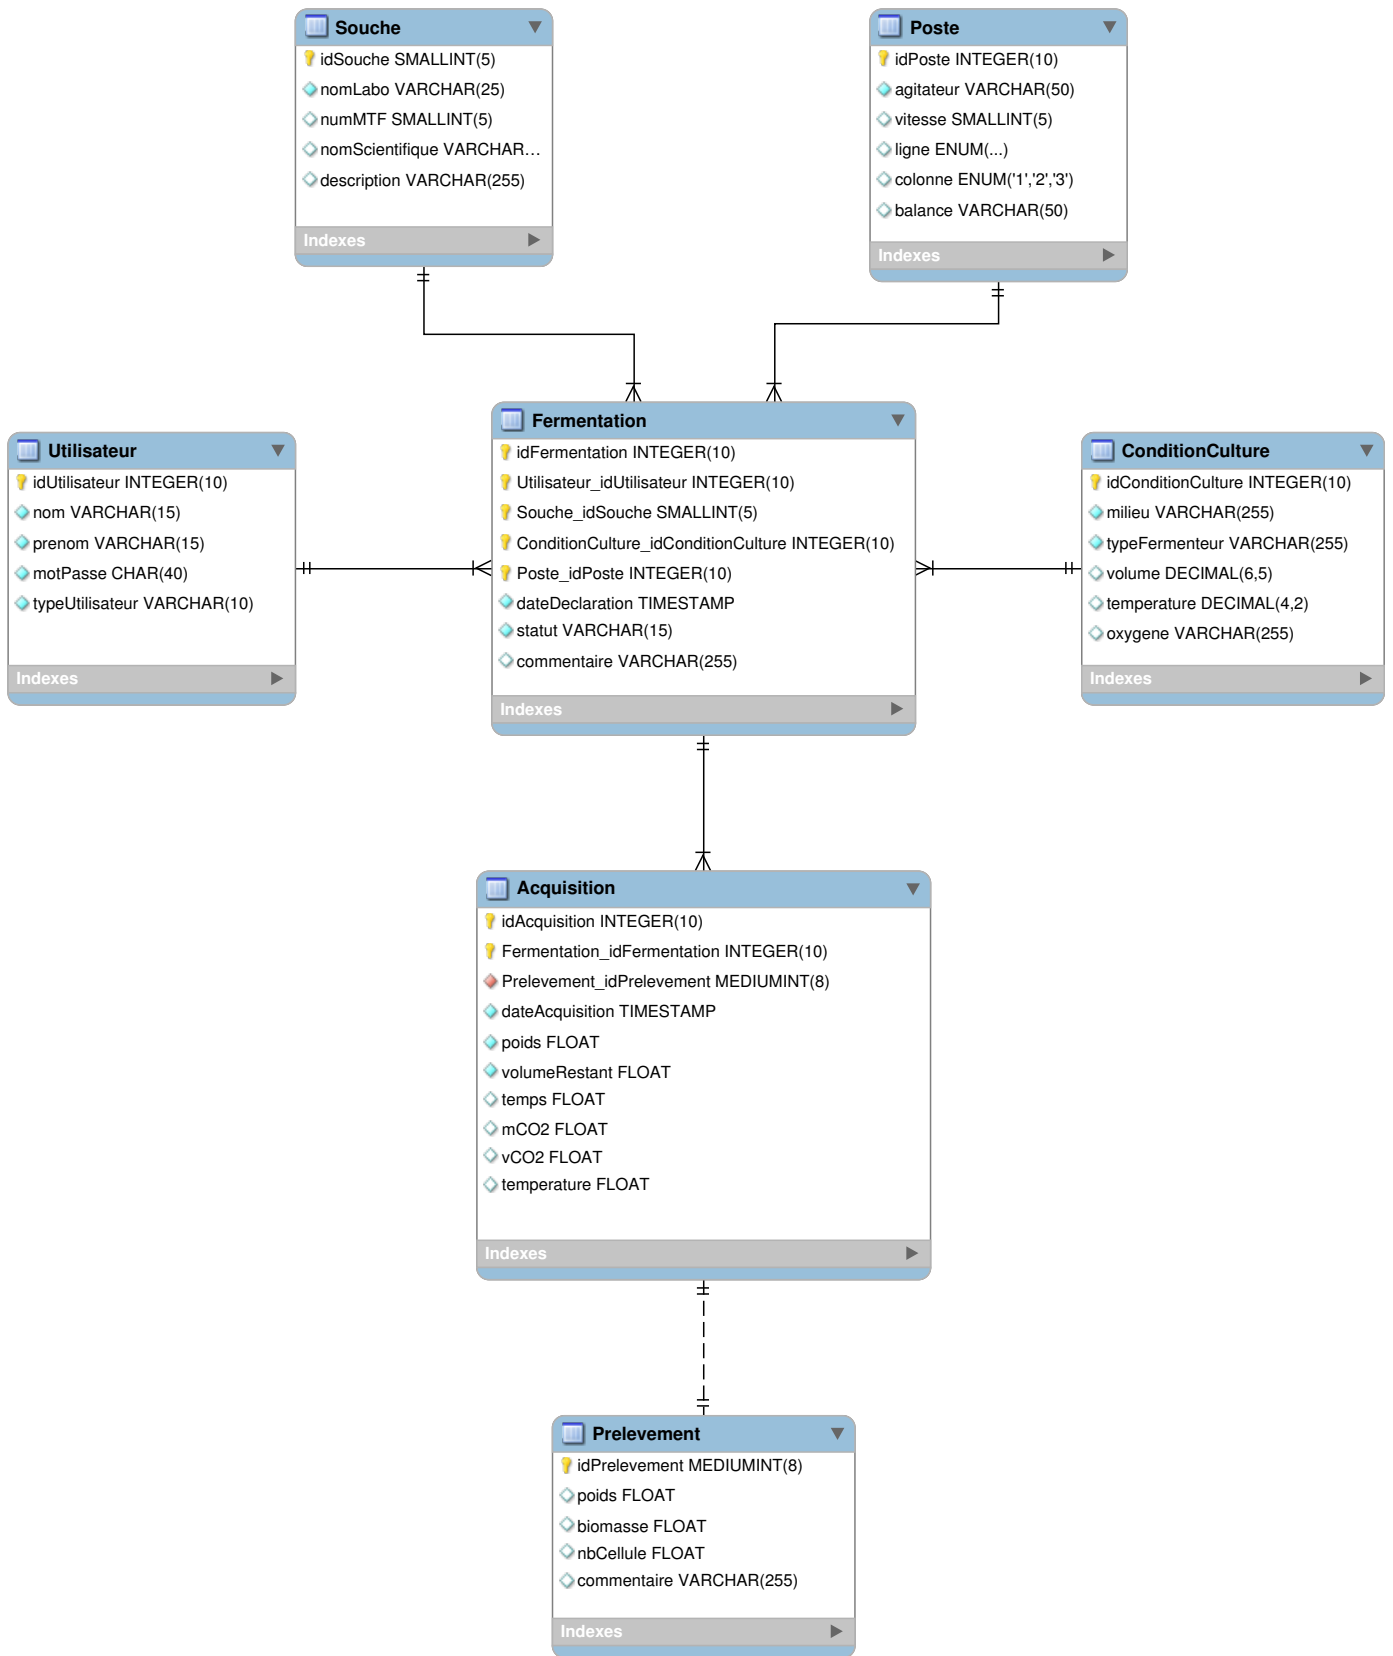 Souche
idSouche SMALLINT(5)
nomLabo VARCHAR(25)
numMTF SMALLINT(5)
nomScientifique VARCHAR...
description VARCHAR(255)
Indexes
Poste
idPoste INTEGER(10)
agitateur VARCHAR(50)
vitesse SMALLINT(5)
ligne ENUM(...)
colonne ENUM('1','2','3')
balance VARCHAR(50)
Indexes
Utilisateur
idUtilisateur INTEGER(10)
nom VARCHAR(15)
prenom VARCHAR(15)
motPasse CHAR(40)
typeUtilisateur VARCHAR(10)
Indexes
Fermentation
idFermentation INTEGER(10)
Utilisateur_idUtilisateur INTEGER(10)
Souche_idSouche SMALLINT(5)
ConditionCulture_idConditionCulture INTEGER(10)
Poste_idPoste INTEGER(10)
dateDeclaration TIMESTAMP
statut VARCHAR(15)
commentaire VARCHAR(255)
Indexes
ConditionCulture
idConditionCulture INTEGER(10)
milieu VARCHAR(255)
typeFermenteur VARCHAR(255)
volume DECIMAL(6,5)
temperature DECIMAL(4,2)
oxygene VARCHAR(255)
Indexes
Acquisition
idAcquisition INTEGER(10)
Fermentation_idFermentation INTEGER(10)
Prelevement_idPrelevement MEDIUMINT(8)
dateAcquisition TIMESTAMP
poids FLOAT
volumeRestant FLOAT
temps FLOAT
mCO2 FLOAT
vCO2 FLOAT
temperature FLOAT
Indexes
Prelevement
idPrelevement MEDIUMINT(8)
poids FLOAT
biomasse FLOAT
nbCellule FLOAT
commentaire VARCHAR(255)
Indexes